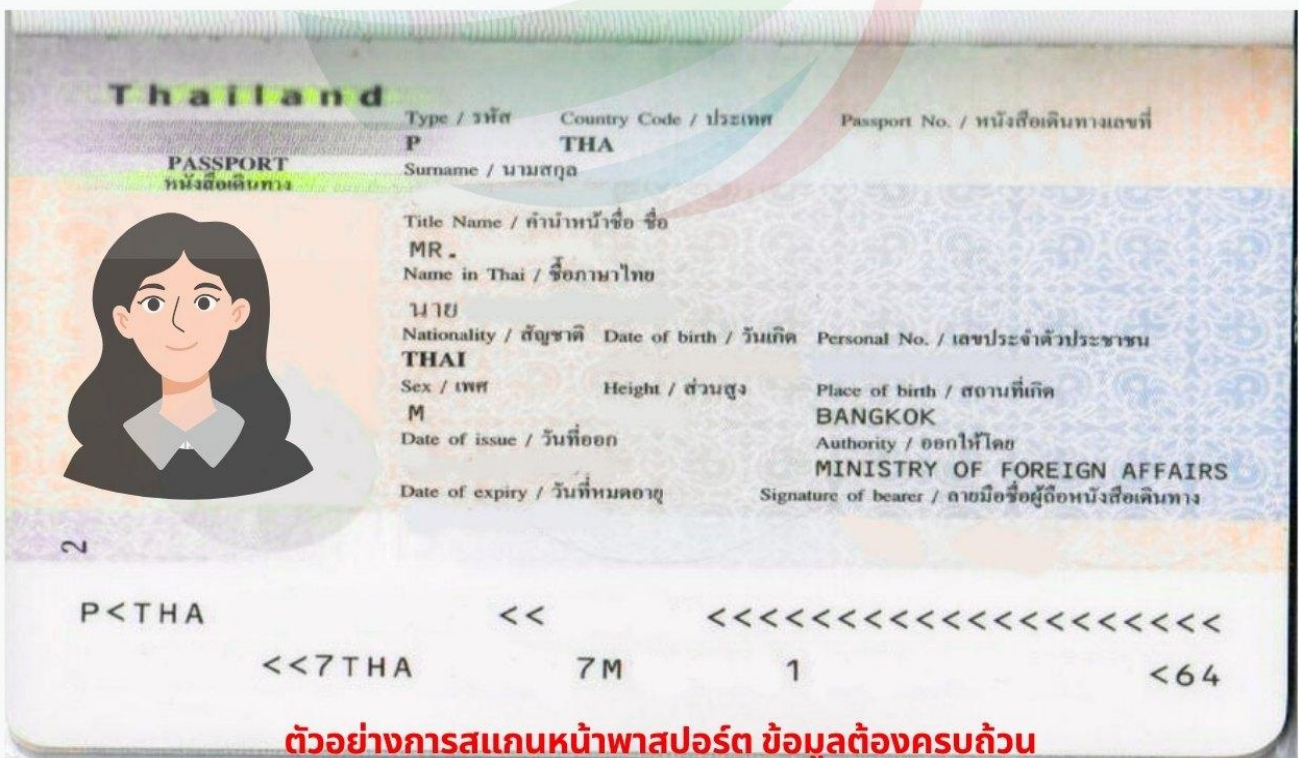 Thailand
PASSPORT
หนังสือเดินทาง
Type / รหัส Country Code / ประเทศ Passport No. / หนังสือเดินทางเลขที่
P THA
Surname / นามสกุล
Title Name / คำนำหน้าชื่อ ชื่อ
MR.
Name in Thai / ชื่อภาษาไทย
นาย
Nationality / สัญชาติ Date of birth / วันเกิด Personal No. / เลขประจำตัวประชาชน
THAI
Sex / เพศ Height / ส่วนสูง Place of birth / สถานที่เกิด
M BANGKOK
Date of issue / วันที่ออก Authority / ออกให้โดย
MINISTRY OF FOREIGN AFFAIRS
Date of expiry / วันที่หมดอายุ Signature of bearer / ลายมือชื่อผู้ถือหนังสือเดินทาง
2
P<THA << <<<<<<<<<<<<<<<<<<<<
<<7THA 7M 1 <64
ตัวอย่างการสแกนหน้าพาสปอร์ต ข้อมูลต้องครบถ้วน